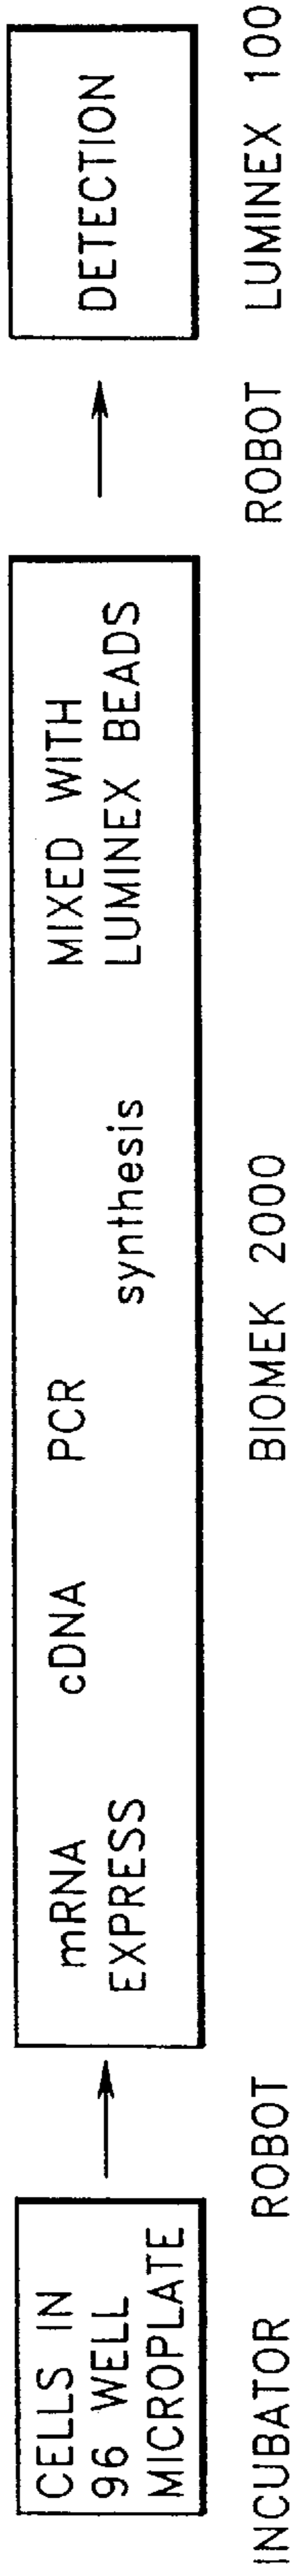 CELLS IN
96 WELL
MICROPLATE
mRNA
EXPRESS
cDNA
synthesis
PCR
MIXED WITH
LUMINEX BEADS
DETECTION
INCUBATOR
ROBOT
BIOMEK 2000
ROBOT
LUMINEX 100